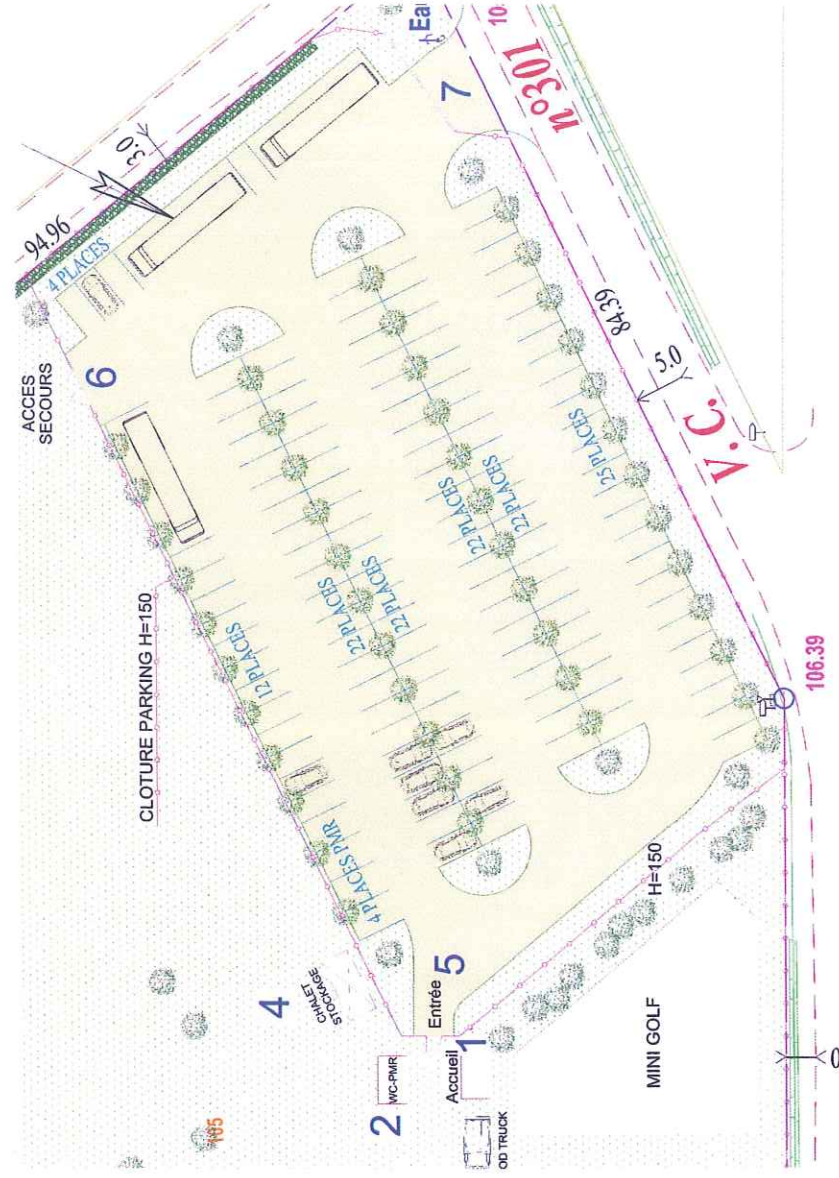 Eau
10
n°301
7
3.0
94.96
4 PLACES
ACCES
SECOURS
6
84.39
5.0
V.C.
25 PLACES
22 PLACES
22 PLACES
22 PLACES
22 PLACES
12 PLACES
CLOTURE PARKING H=150
106.39
4 PLACES PMR
H=150
4
CHALET
STOCKAGE
Entrée
5
1
Accueil
WC-PMR
2
MINI GOLF
OD TRUCK
105
0